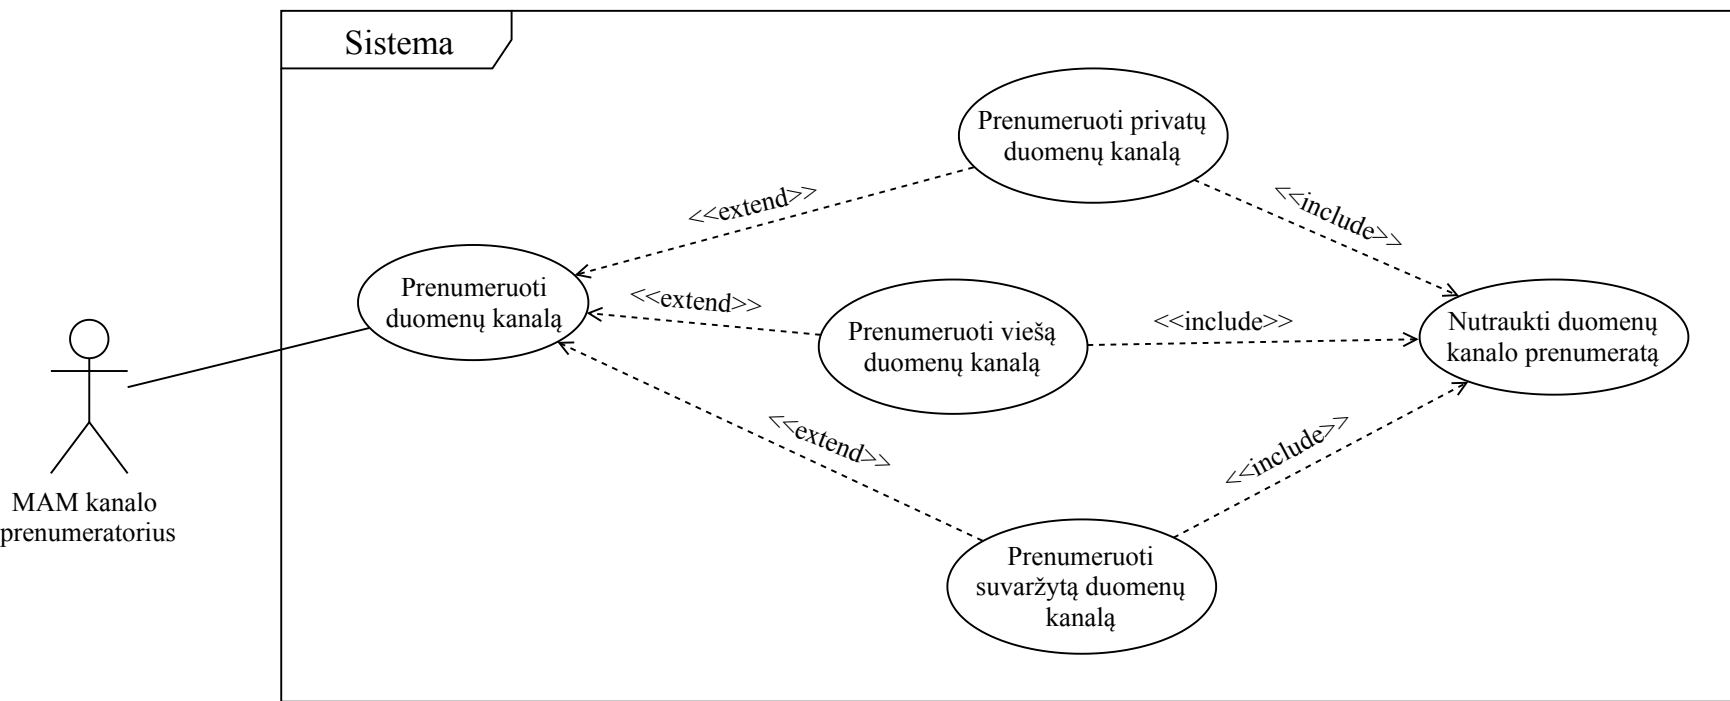 Sistema
Prenumeruoti privatų
duomenų kanalą
<<extend>>
<<include>>
Prenumeruoti
duomenų kanalą
<<extend>>
Prenumeruoti viešą
duomenų kanalą
<<include>>
Nutraukti duomenų
kanalo prenumeratą
<<extend>>
<<include>>
MAM kanalo
prenumeratorius
Prenumeruoti
suvaržytą duomenų
kanalą